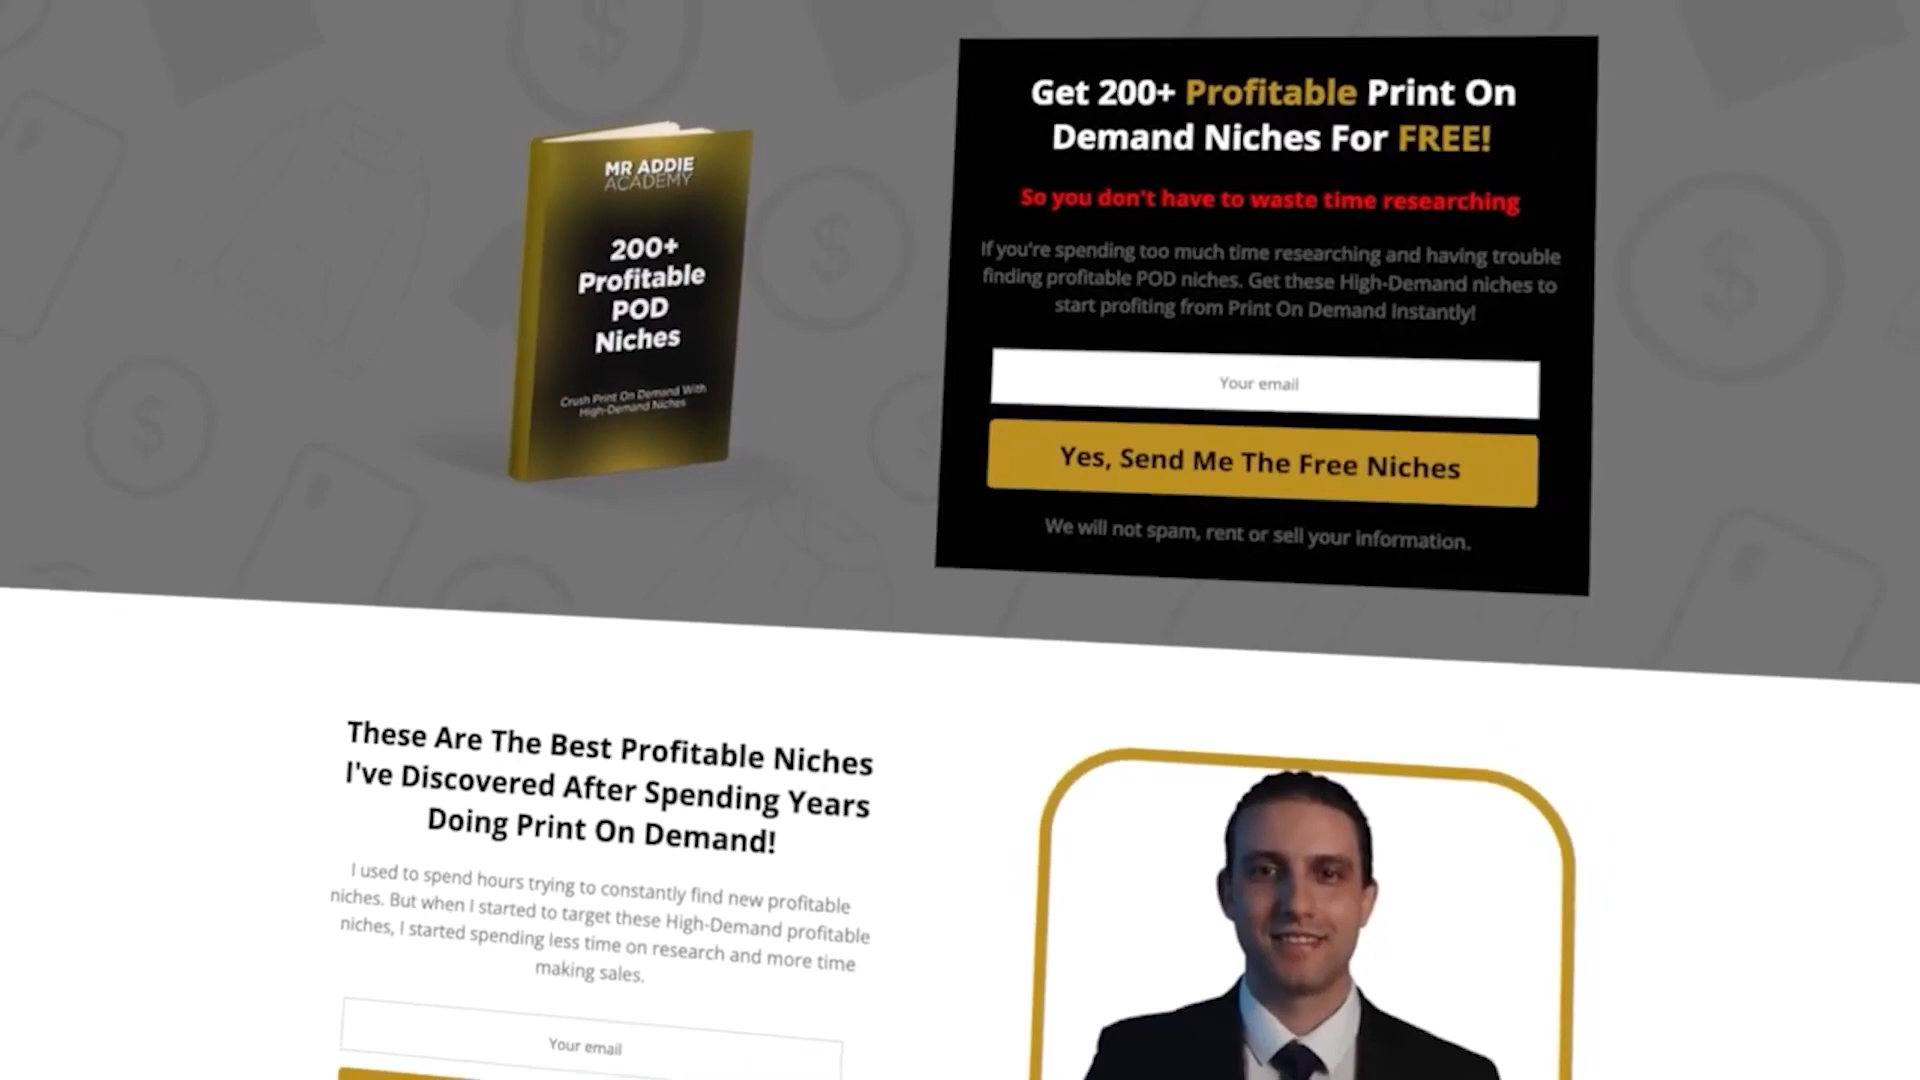 MR ADDIE
ACADEMY
200+
Profitable
POD
Niches
Crush Print On Demand With
High-Demand Niches
Get 200+ Profitable Print On
Demand Niches For FREE!
So you don't have to waste time researching
If you're spending too much time researching and having trouble
finding profitable POD niches. Get these High-Demand niches to
start profiting from Print On Demand Instantly!
Your email
Yes, Send Me The Free Niches
We will not spam, rent or sell your information.
These Are The Best Profitable Niches
I've Discovered After Spending Years
Doing Print On Demand!
I used to spend hours trying to constantly find new profitable
niches. But when I started to target these High-Demand profitable
niches, I started spending less time on research and more time
making sales.
Your email